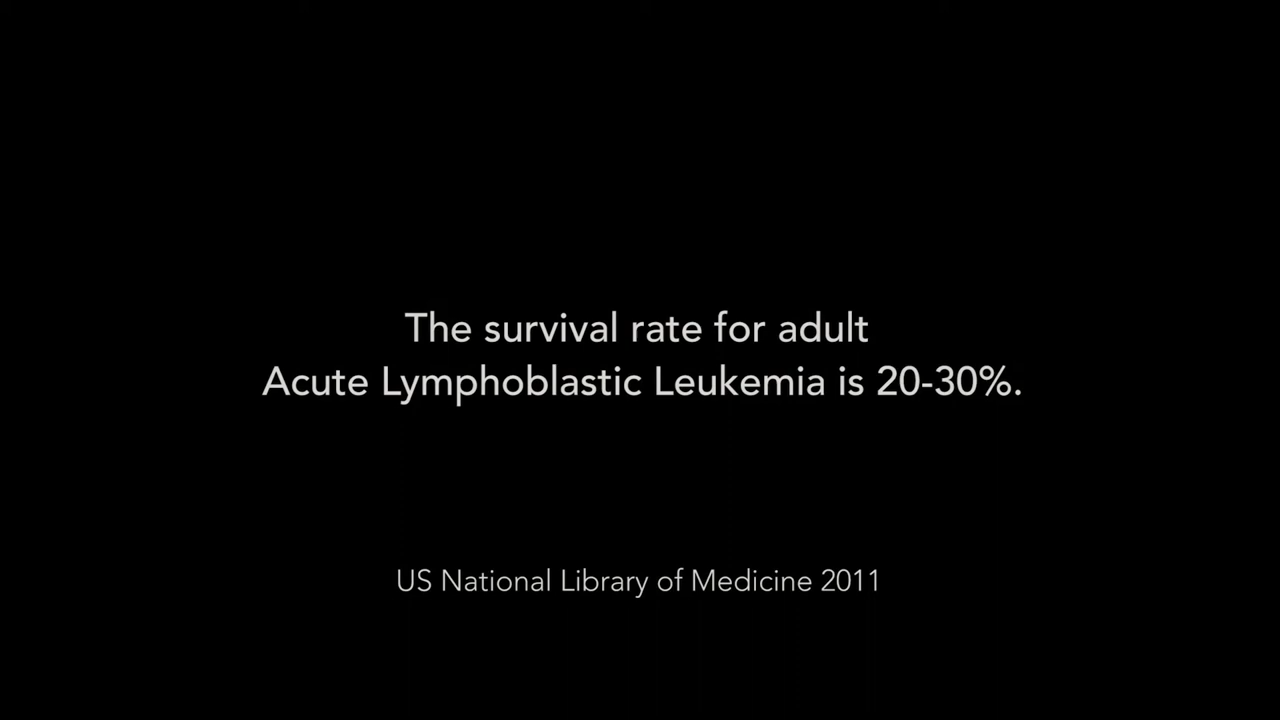 The survival rate for adult
Acute Lymphoblastic Leukemia is 20-30%.
US National Library of Medicine 2011